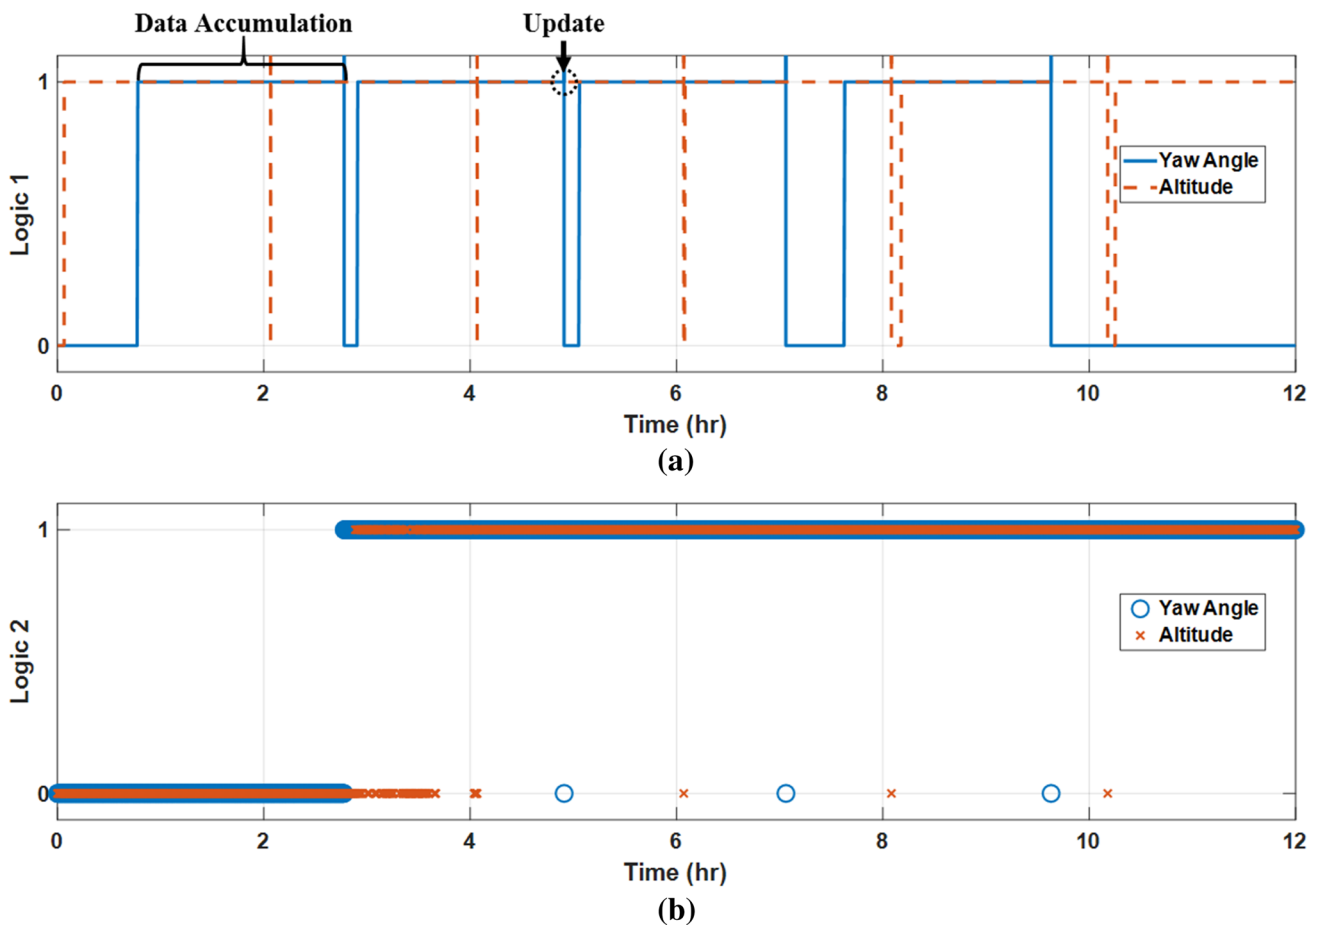 Data Accumulation Update
1
Logic 1
0
Yaw Angle
Altitude
0 2 4 6 8 10 12
Time (hr)
(a)
1
Logic 2
0
Yaw Angle
Altitude
0 2 4 6 8 10 12
Time (hr)
(b)